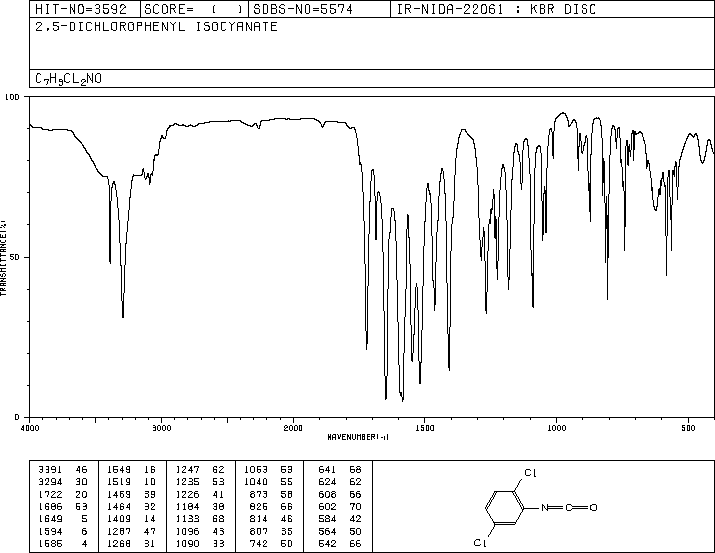 HIT-NO=3592 SCORE= ( ) SDBS-NO=5574 IR-NIDA-22061 : KBR DISC
2,5-DICHLOROPHENYL ISOCYANATE
C7H3CL2NO
100
50
0
TRANSMITTANCE(%)
4000 3000 2000 1500 1000 500
WAVENUMBER(-1)
3391 46 1549 16 1247 62 1053 53 641 68
3294 30 1519 10 1235 53 1040 55 624 62
1722 20 1469 39 1226 41 873 58 608 66
1686 53 1464 32 1184 38 826 66 602 70
1649 5 1409 14 1133 68 814 46 584 42
1594 6 1287 47 1096 43 807 35 564 50
1585 4 1268 31 1090 33 742 50 542 66
Cl
N C O
Cl